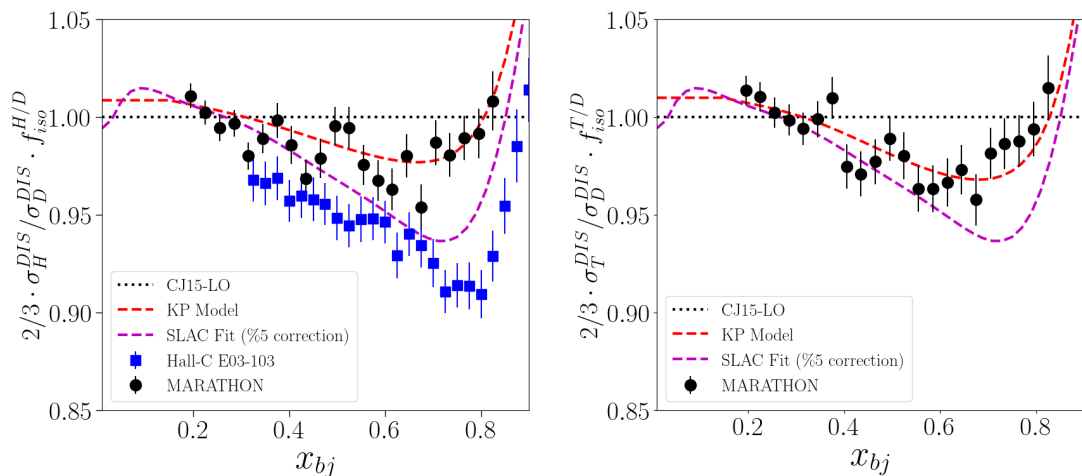 2/3 · σ_H^{DIS}/σ_D^{DIS} · f_{iso}^{H/D}
1.05
1.00
0.95
0.90
0.85
CJ15-LO
KP Model
SLAC Fit (%5 correction)
Hall-C E03-103
MARATHON
0.2 0.4 0.6 0.8
x_{bj}
2/3 · σ_T^{DIS}/σ_D^{DIS} · f_{iso}^{T/D}
1.05
1.00
0.95
0.90
0.85
CJ15-LO
KP Model
SLAC Fit (%5 correction)
MARATHON
0.2 0.4 0.6 0.8
x_{bj}